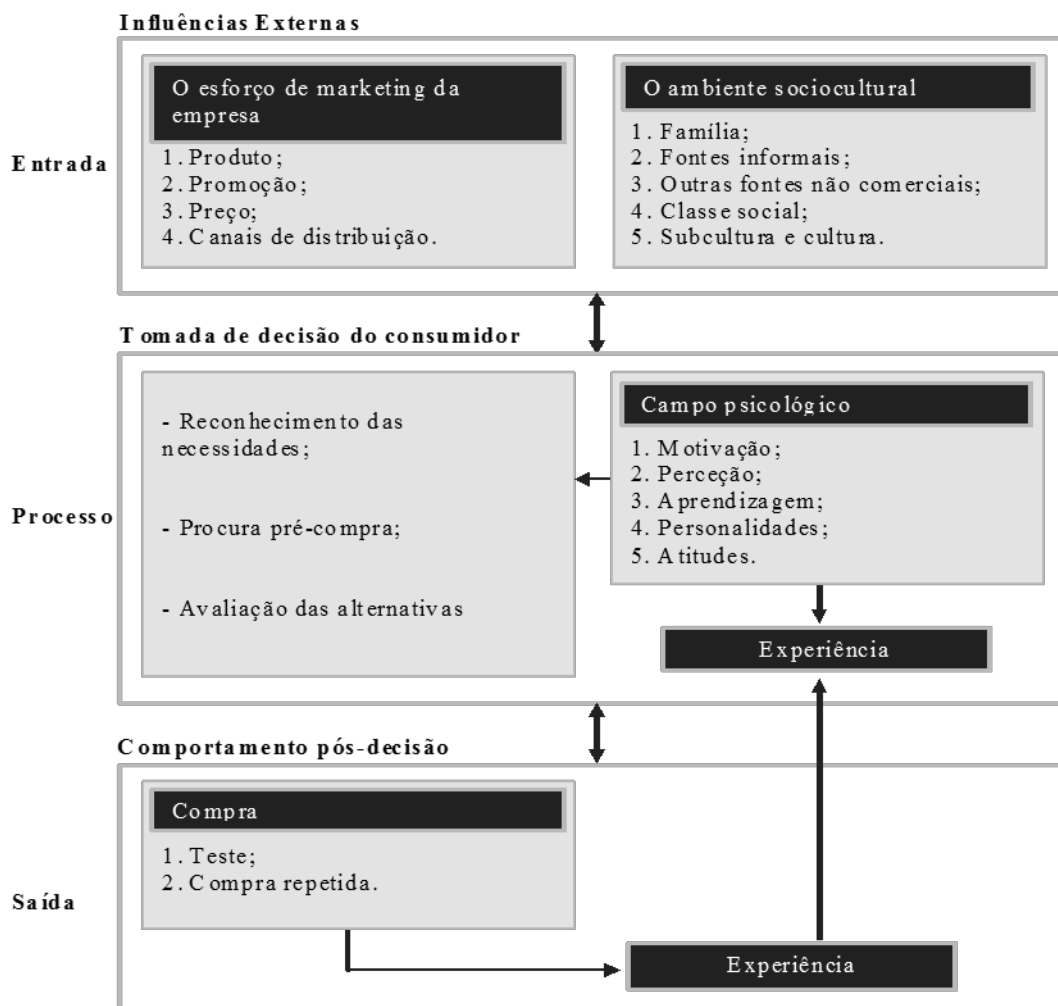 Influências Externas
Entrada
O esforço de marketing da
empresa
1. Produto;
2. Promoção;
3. Preço;
4. Canais de distribuição.
O ambiente sociocultural
1. Família;
2. Fontes informais;
3. Outras fontes não comerciais;
4. Classe social;
5. Subcultura e cultura.
Tomada de decisão do consumidor
Processo
- Reconhecimento das
necessidades;
- Procura pré-compra;
- Avaliação das alternativas
Campo psicológico
1. Motivação;
2. Perceção;
3. Aprendizagem;
4. Personalidades;
5. Atitudes.
Experiência
Comportamento pós-decisão
Saída
Compra
1. Teste;
2. Compra repetida.
Experiência